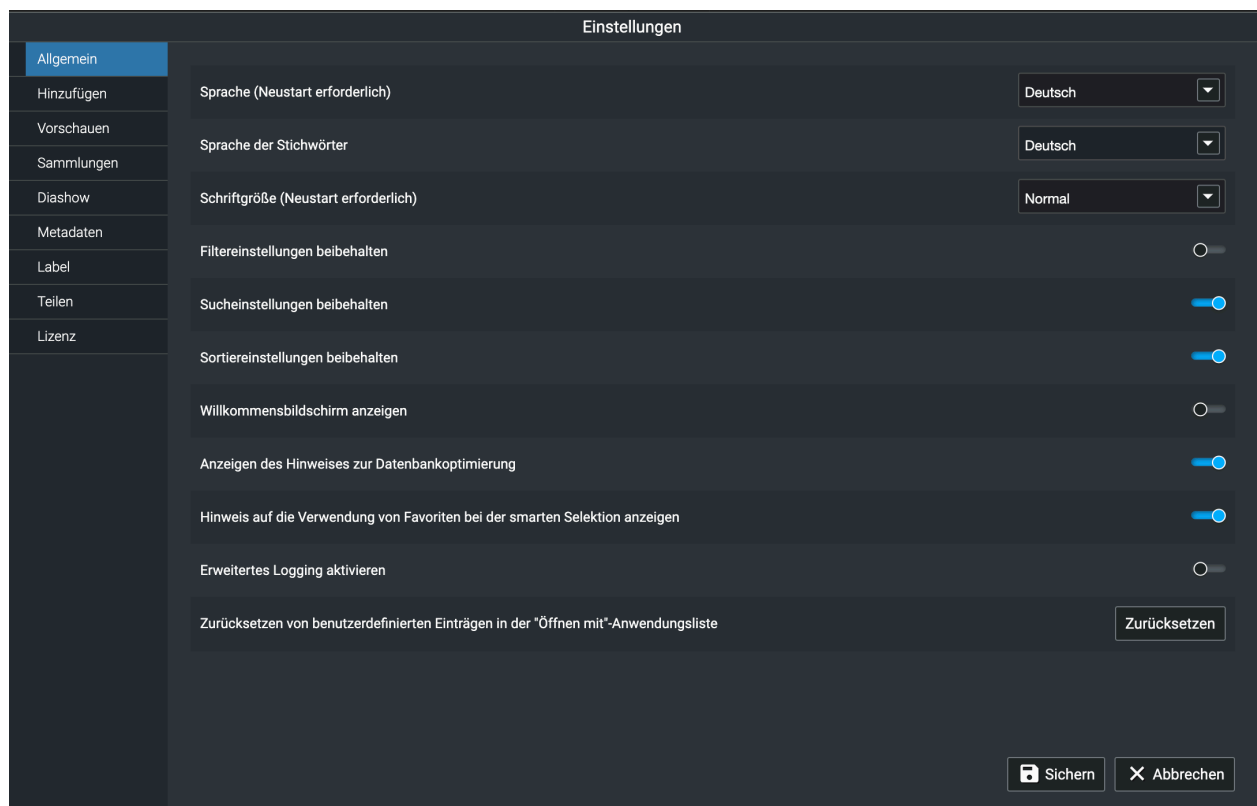 Einstellungen
Allgemein
Hinzufügen
Vorschauen
Sammlungen
Diashow
Metadaten
Label
Teilen
Lizenz
Sprache (Neustart erforderlich) Deutsch
Sprache der Stichwörter Deutsch
Schriftgröße (Neustart erforderlich) Normal
Filtereinstellungen beibehalten
Sucheinstellungen beibehalten
Sortiereinstellungen beibehalten
Willkommensbildschirm anzeigen
Anzeigen des Hinweises zur Datenbankoptimierung
Hinweis auf die Verwendung von Favoriten bei der smarten Selektion anzeigen
Erweitertes Logging aktivieren
Zurücksetzen von benutzerdefinierten Einträgen in der "Öffnen mit"-Anwendungsliste Zurücksetzen
Sichern Abbrechen